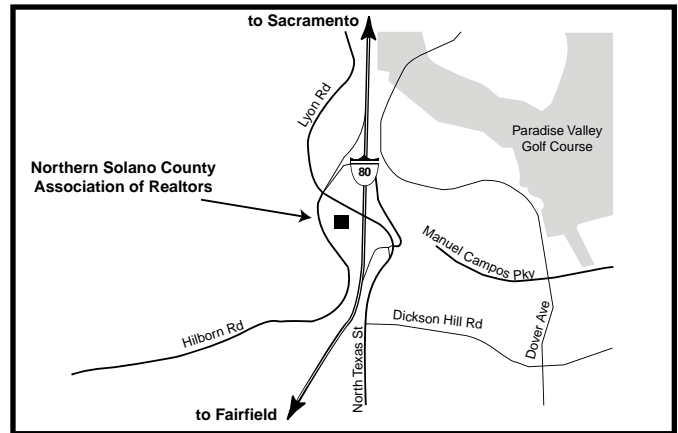 to Sacramento
Lyon Rd
Paradise Valley
Golf Course
Northern Solano County
Association of Realtors
80
Manuel Campos Pky
Hilborn Rd
Dickson Hill Rd
Dover Ave
North Texas St
to Fairfield